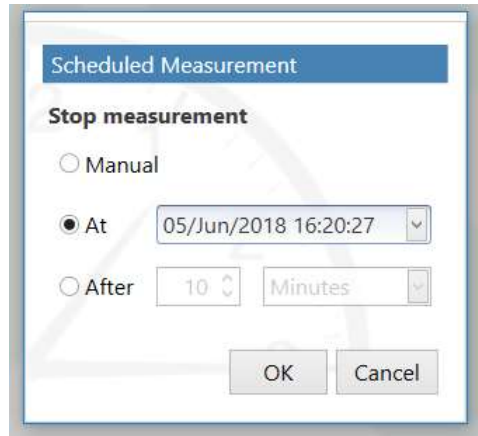 Scheduled Measurement
Stop measurement
Manual
At 05/Jun/2018 16:20:27
After 10 Minutes
OK Cancel